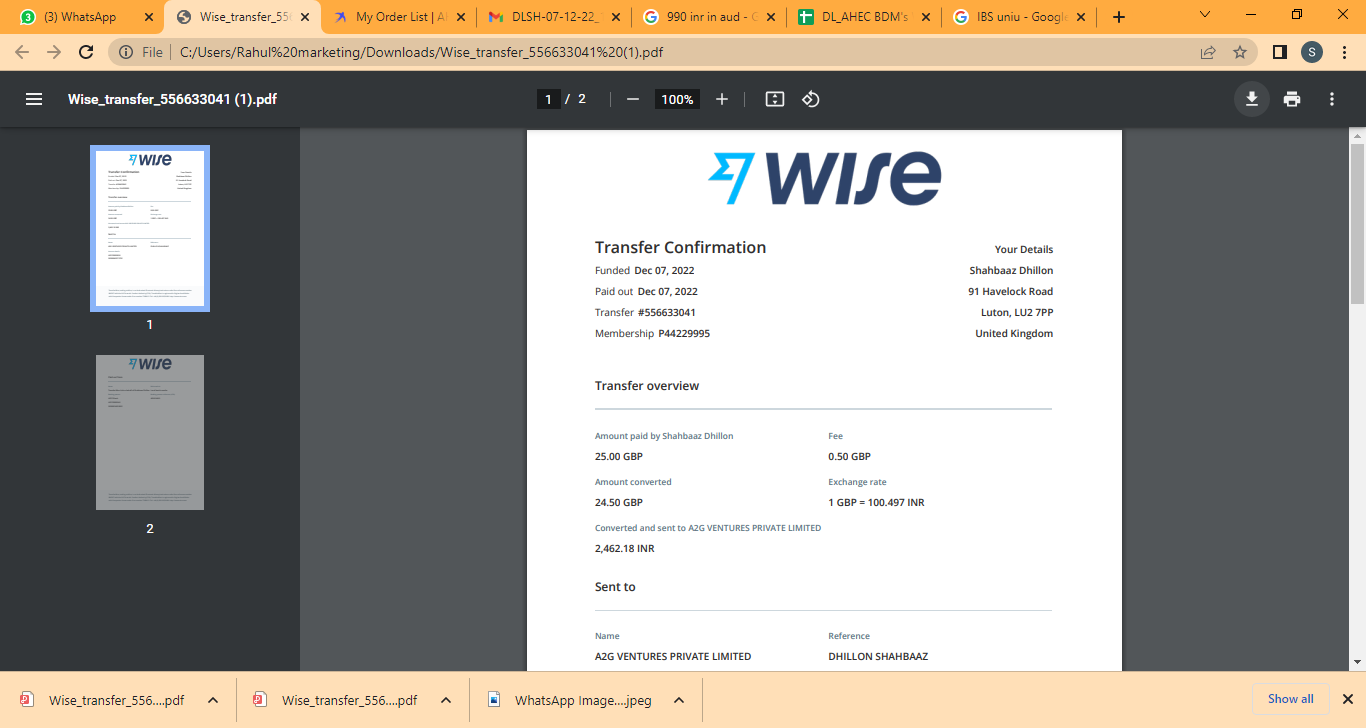 (3) WhatsApp
Wise_transfer_55
My Order List | A
DLSH-07-12-22_
990 inr in aud - G
DL_AHEC BDM's
IBS uniu - Google
File | C:/Users/Rahul%20marketing/Downloads/Wise_transfer_556633041%20(1).pdf
S
Wise_transfer_556633041 (1).pdf
1 / 2
100%
WISE
Transfer Confirmation
Your Details
Funded Dec 07, 2022
Shahbaaz Dhillon
Paid out Dec 07, 2022
91 Havelock Road
Transfer #556633041
Luton, LU2 7PP
Membership P44229995
United Kingdom
Transfer overview
Amount paid by Shahbaaz Dhillon
Fee
25.00 GBP
0.50 GBP
Amount converted
Exchange rate
24.50 GBP
1 GBP = 100.497 INR
Converted and sent to A2G VENTURES PRIVATE LIMITED
2,462.18 INR
Sent to
Name
Reference
A2G VENTURES PRIVATE LIMITED
DHILLON SHAHBAAZ
WISE
Transfer Confirmation
1
WISE
2
Wise_transfer_556....pdf
Wise_transfer_556....pdf
WhatsApp Image....jpeg
Show all